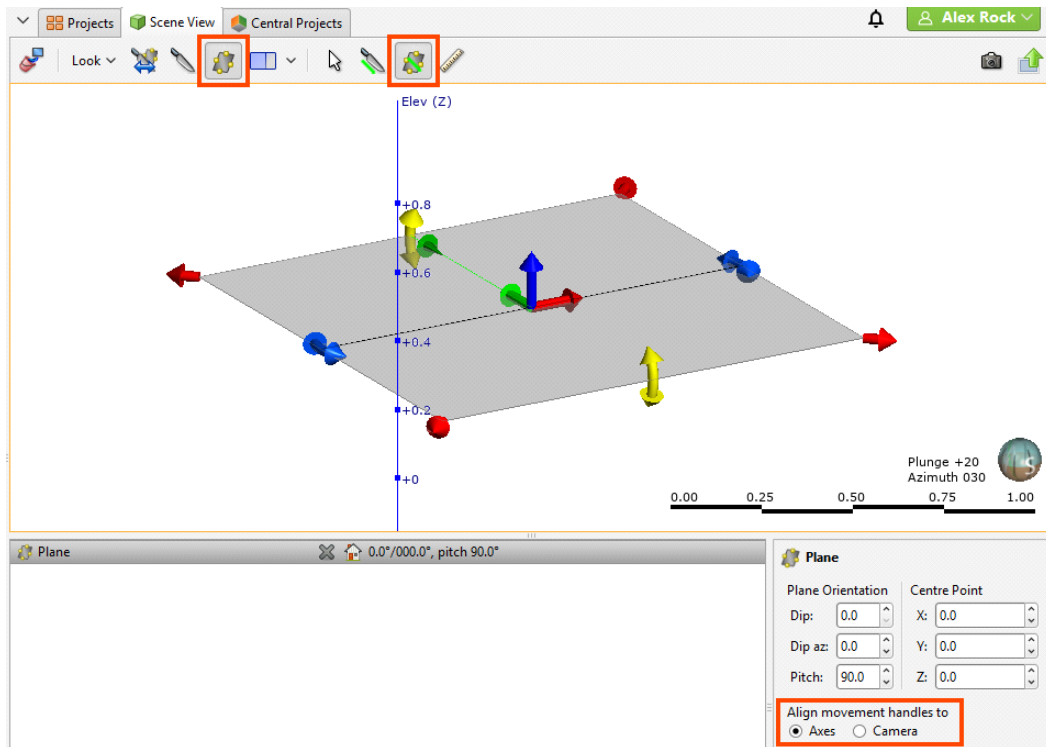 Projects Scene View Central Projects Alex Rock
Look
Elev (Z)
+0.8
+0.6
+0.4
+0.2
+0
S
Plunge +20
Azimuth 030
0.00 0.25 0.50 0.75 1.00
Plane 0.0°/000.0°, pitch 90.0°
Plane
Plane Orientation Centre Point
Dip: 0.0 X: 0.0
Dip az: 0.0 Y: 0.0
Pitch: 90.0 Z: 0.0
Align movement handles to
Axes Camera